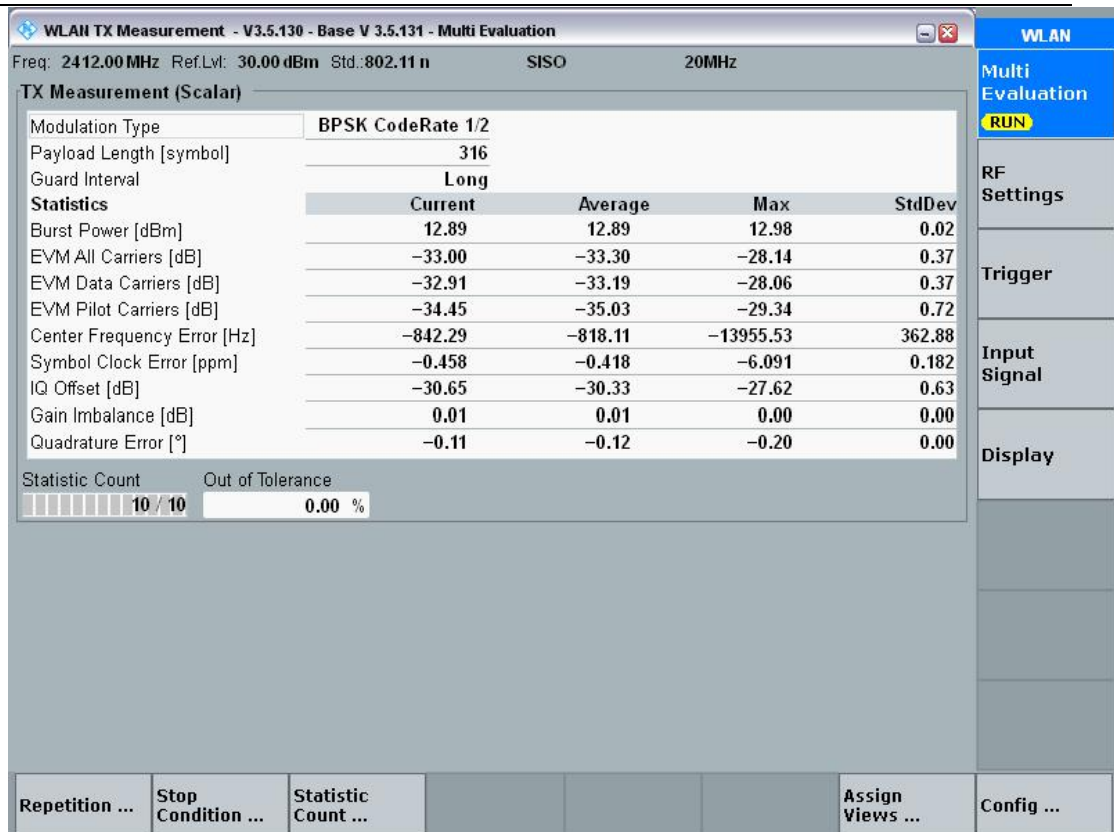 WLAN TX Measurement - V3.5.130 - Base V 3.5.131 - Multi Evaluation
Freq: 2412.00 MHz Ref.Lvl: 30.00 dBm Std.:802.11 n SISO 20MHz
TX Measurement (Scalar)
Modulation Type BPSK CodeRate 1/2
Payload Length [symbol] 316
Guard Interval Long
Statistics Current Average Max StdDev
Burst Power [dBm] 12.89 12.89 12.98 0.02
EVM All Carriers [dB] −33.00 −33.30 −28.14 0.37
EVM Data Carriers [dB] −32.91 −33.19 −28.06 0.37
EVM Pilot Carriers [dB] −34.45 −35.03 −29.34 0.72
Center Frequency Error [Hz] −842.29 −818.11 −13955.53 362.88
Symbol Clock Error [ppm] −0.458 −0.418 −6.091 0.182
IQ Offset [dB] −30.65 −30.33 −27.62 0.63
Gain Imbalance [dB] 0.01 0.01 0.00 0.00
Quadrature Error [°] −0.11 −0.12 −0.20 0.00
Statistic Count Out of Tolerance
10 / 10 0.00 %
WLAN
Multi
Evaluation
RUN
RF
Settings
Trigger
Input
Signal
Display
Repetition ...
Stop
Condition ...
Statistic
Count ...
Assign
Views ...
Config ...